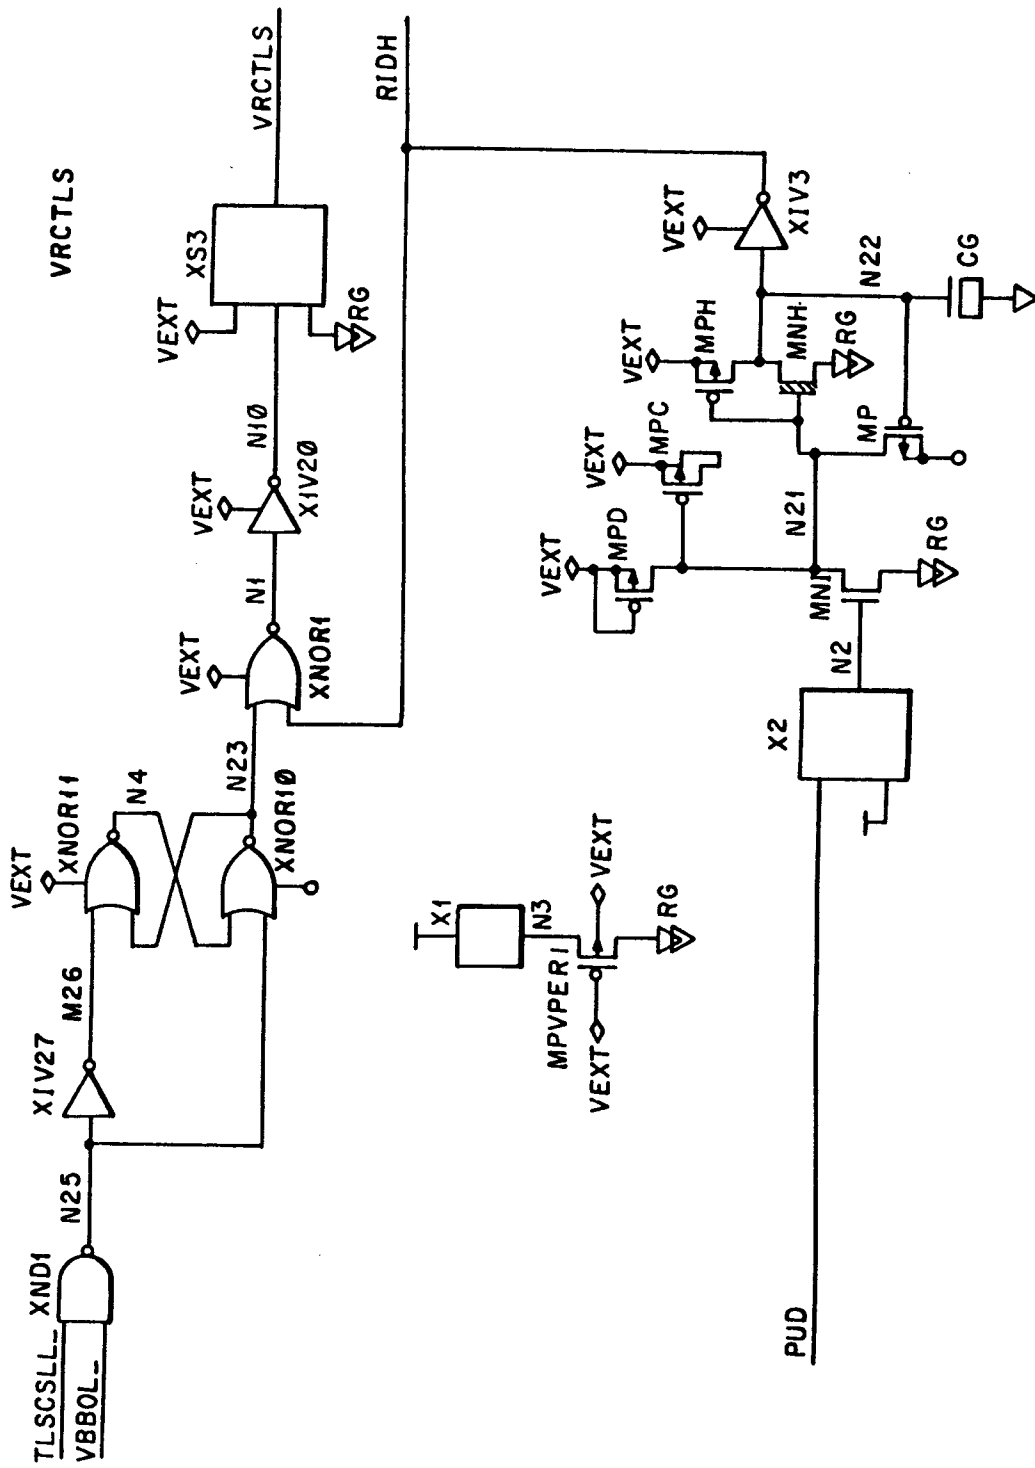 VRCTLS
TLSCSLL_
VBBOL_
XND1
N25
XIV27
M26
VEXT
XNOR11
N4
XNOR10
N23
VEXT
XNOR1
N1
VEXT
XIV20
N10
VEXT
XS3
RG
VRCTLS
RIDH
X1
N3
MPVPERI
VEXT
VEXT
RG
PUD
X2
N2
MN1
RG
VEXT
MPD
VEXT
MPC
N21
MP
VEXT
MPH
MNH
RG
N22
CG
VEXT
XIV3